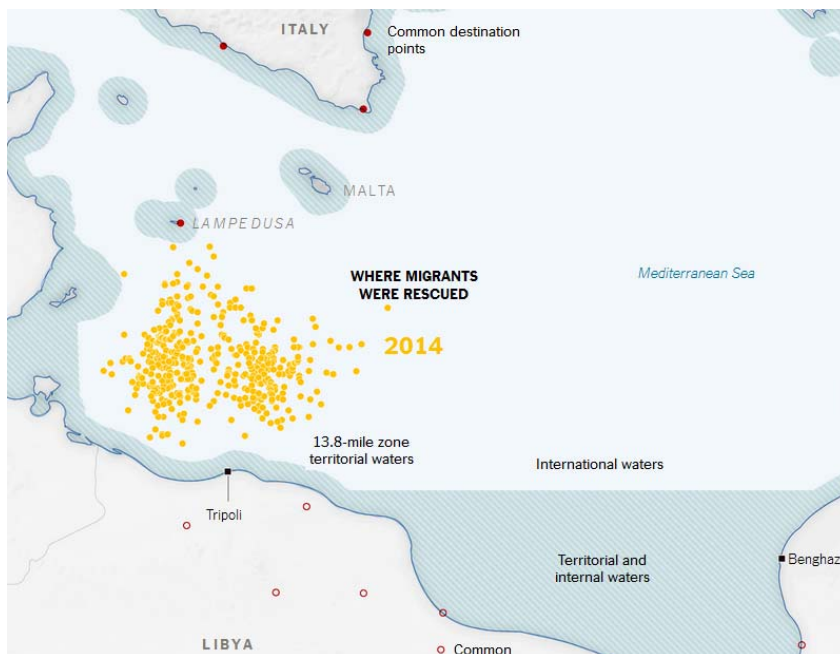 ITALY
Common destination
points
MALTA
LAMPEDUSA
WHERE MIGRANTS
WERE RESCUED
Mediterranean Sea
2014
13.8-mile zone
territorial waters
International waters
Tripoli
Territorial and
internal waters
Benghaz
LIBYA
Common